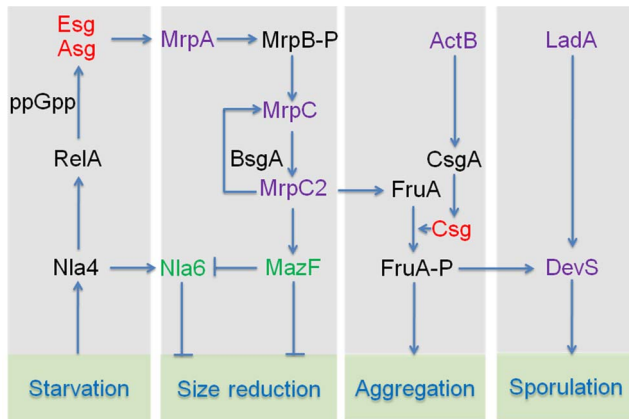 Esg
Asg
MrpA
MrpB-P
ActB
LadA
ppGpp
MrpC
RelA
BsgA
CsgA
MrpC2
FruA
Csg
Nla4
Nla6
MazF
FruA-P
DevS
Starvation
Size reduction
Aggregation
Sporulation